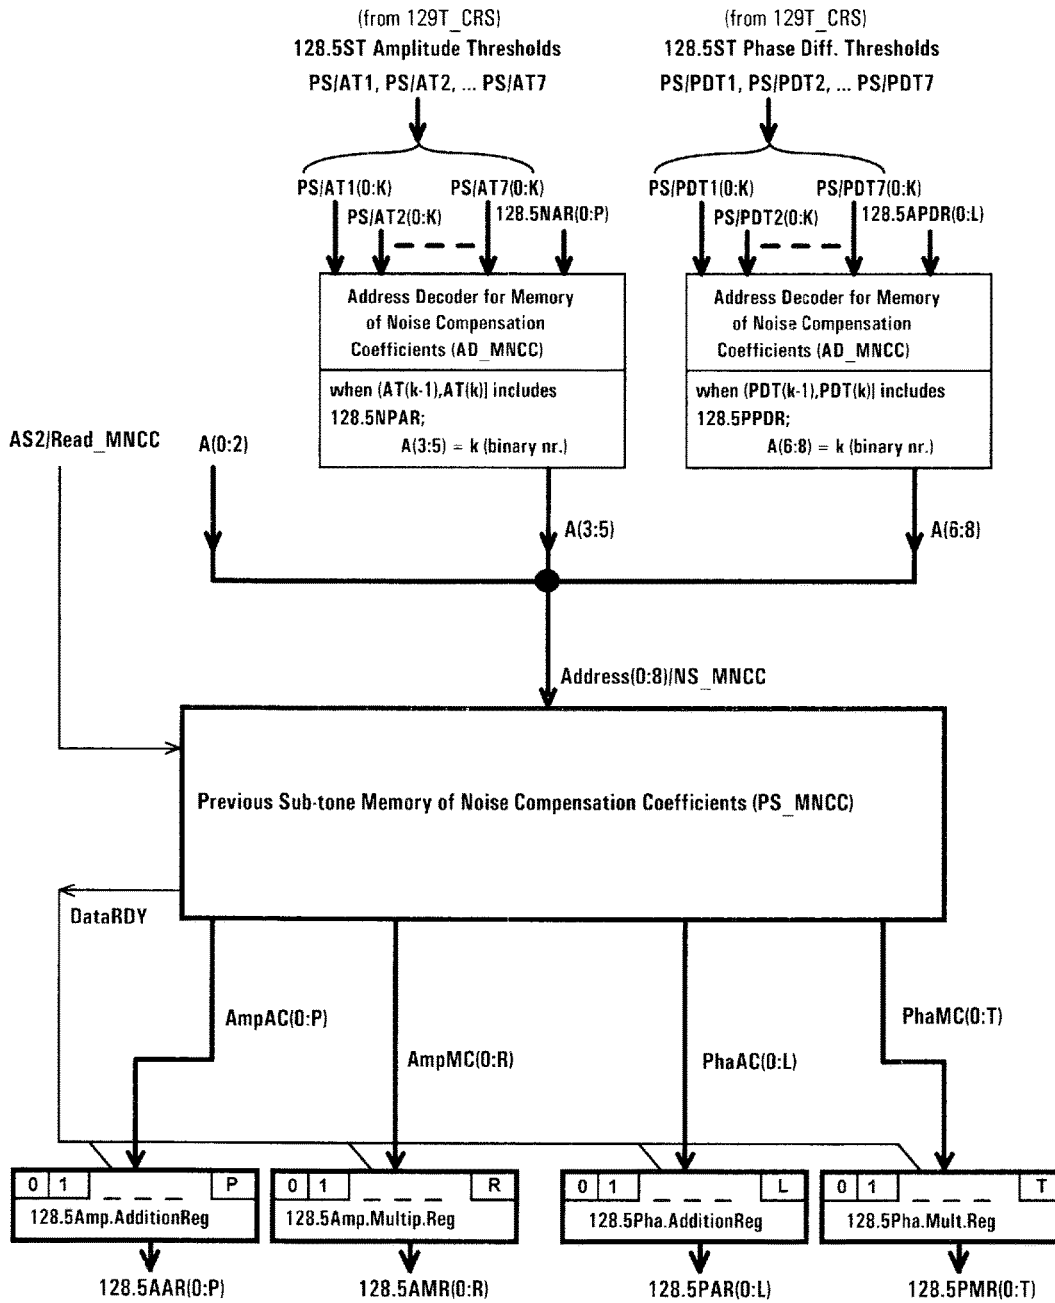 (from 129T_CRS)
128.5ST Amplitude Thresholds
PS/AT1, PS/AT2, ... PS/AT7
(from 129T_CRS)
128.5ST Phase Diff. Thresholds
PS/PDT1, PS/PDT2, ... PS/PDT7
PS/AT1(0:K)
PS/AT7(0:K)
PS/AT2(0:K)
128.5NAR(0:P)
PS/PDT1(0:K)
PS/PDT7(0:K)
PS/PDT2(0:K)
128.5APDR(0:L)
Address Decoder for Memory
of Noise Compensation
Coefficients (AD_MNCC)
when (AT(k-1),AT(k)| includes
128.5NPAR;
A(3:5) = k (binary nr.)
Address Decoder for Memory
of Noise Compensation
Coefficients (AD_MNCC)
when (PDT(k-1),PDT(k)| includes
128.5PPDR;
A(6:8) = k (binary nr.)
AS2/Read_MNCC
A(0:2)
A(3:5)
A(6:8)
Address(0:8)/NS_MNCC
Previous Sub-tone Memory of Noise Compensation Coefficients (PS_MNCC)
DataRDY
AmpAC(0:P)
AmpMC(0:R)
PhaAC(0:L)
PhaMC(0:T)
0 1 _ _ _ P
128.5Amp.AdditionReg
0 1 _ _ _ R
128.5Amp.Multip.Reg
0 1 _ _ _ L
128.5Pha.AdditionReg
0 1 _ _ _ T
128.5Pha.Mult.Reg
128.5AAR(0:P)
128.5AMR(0:R)
128.5PAR(0:L)
128.5PMR(0:T)